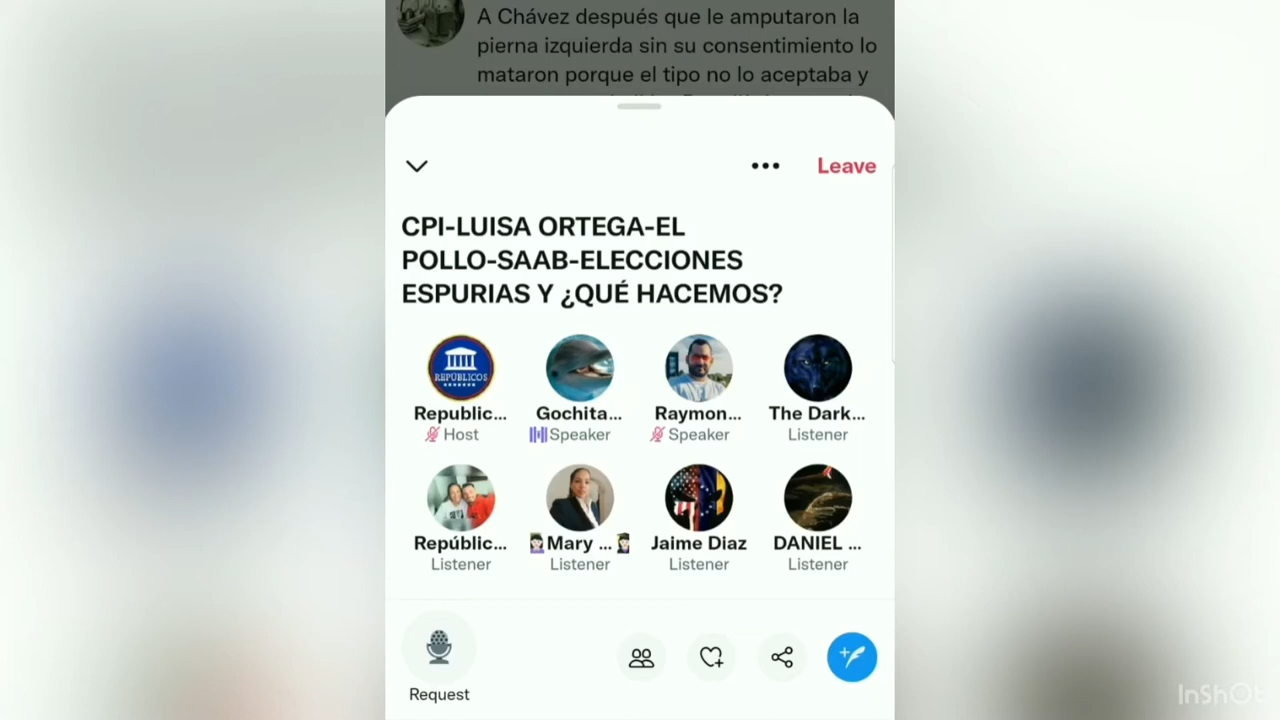 A Chávez después que le amputaron la
pierna izquierda sin su consentimiento lo
mataron porque el tipo no lo aceptaba y
Leave
CPI-LUISA ORTEGA-EL
POLLO-SAAB-ELECCIONES
ESPURIAS Y ¿QUÉ HACEMOS?
REPÚBLICOS
Republic... Gochita... Raymon... The Dark...
Host Speaker Speaker Listener
Repúblic... Mary ... Jaime Diaz DANIEL ...
Listener Listener Listener Listener
Request
InShOt